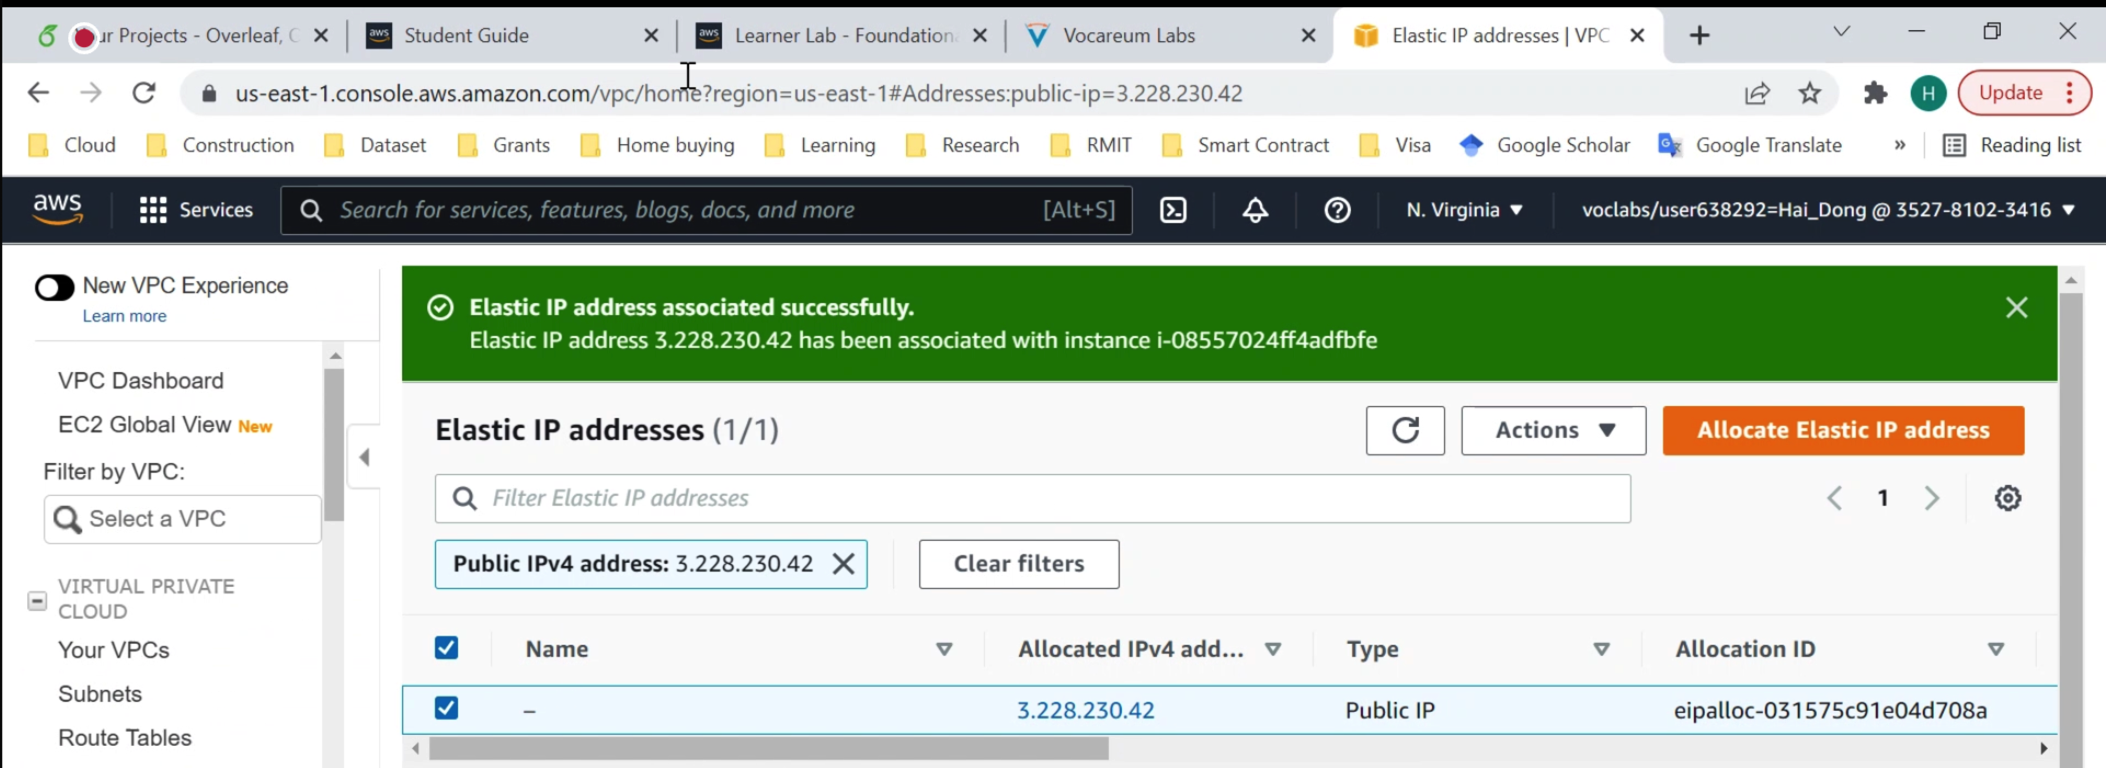 ur Projects - Overleaf, C
Student Guide
Learner Lab - Foundation
Vocareum Labs
Elastic IP addresses | VPC
us-east-1.console.aws.amazon.com/vpc/home?region=us-east-1#Addresses:public-ip=3.228.230.42
H
Update
Cloud
Construction
Dataset
Grants
Home buying
Learning
Research
RMIT
Smart Contract
Visa
Google Scholar
Google Translate
»
Reading list
aws
Services
Search for services, features, blogs, docs, and more
[Alt+S]
N. Virginia
voclabs/user638292=Hai_Dong @ 3527-8102-3416
New VPC Experience
Learn more
VPC Dashboard
EC2 Global View New
Filter by VPC:
Select a VPC
VIRTUAL PRIVATE
CLOUD
Your VPCs
Subnets
Route Tables
Elastic IP address associated successfully.
Elastic IP address 3.228.230.42 has been associated with instance i-08557024ff4adfbfe
Elastic IP addresses (1/1)
Actions
Allocate Elastic IP address
Filter Elastic IP addresses
1
Public IPv4 address: 3.228.230.42
Clear filters
Name
Allocated IPv4 add...
Type
Allocation ID
–
3.228.230.42
Public IP
eipalloc-031575c91e04d708a